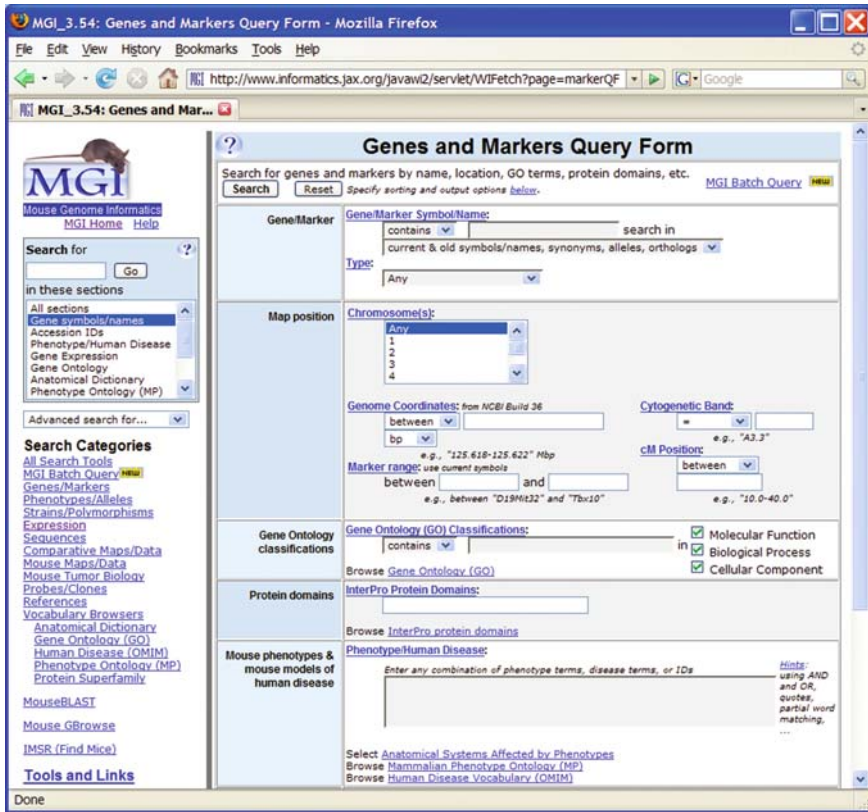 MGI_3.54: Genes and Markers Query Form - Mozilla Firefox
File Edit View History Bookmarks Tools Help
MGI http://www.informatics.jax.org/javawi2/servlet/WIFetch?page=markerQF
G Google
MGI MGI_3.54: Genes and Mar...
MGI
Mouse Genome Informatics
MGI Home Help
Search for ?
Go
in these sections
All sections
Gene symbols/names
Accession IDs
Phenotype/Human Disease
Gene Expression
Gene Ontology
Anatomical Dictionary
Phenotype Ontology (MP)
Advanced search for...
Search Categories
All Search Tools
MGI Batch Query NEW
Genes/Markers
Phenotypes/Alleles
Strains/Polymorphisms
Expression
Sequences
Comparative Maps/Data
Mouse Maps/Data
Mouse Tumor Biology
Probes/Clones
References
Vocabulary Browsers
Anatomical Dictionary
Gene Ontology (GO)
Human Disease (OMIM)
Phenotype Ontology (MP)
Protein Superfamily
MouseBLAST
Mouse GBrowse
IMSR (Find Mice)
Tools and Links
? Genes and Markers Query Form
Search for genes and markers by name, location, GO terms, protein domains, etc.
Search Reset Specify sorting and output options below.
MGI Batch Query NEW
Gene/Marker
Gene/Marker Symbol/Name:
contains search in
current & old symbols/names, synonyms, alleles, orthologs
Type:
Any
Map position
Chromosome(s):
Any
1
2
3
4
Genome Coordinates: from NCBI Build 36
between
bp
e.g., "125.618-125.622" Mbp
Cytogenetic Band:
=
e.g., "A3.3"
Marker range: use current symbols
between and
e.g., between "D19Mit32" and "Tbx10"
cM Position:
between
e.g., "10.0-40.0"
Gene Ontology
classifications
Gene Ontology (GO) Classifications:
contains in
Molecular Function
Biological Process
Cellular Component
Browse Gene Ontology (GO)
Protein domains
InterPro Protein Domains:
Browse InterPro protein domains
Mouse phenotypes &
mouse models of
human disease
Phenotype/Human Disease:
Enter any combination of phenotype terms, disease terms, or IDs
Hints:
using AND
and OR,
quotes,
partial word
matching,
...
Select Anatomical Systems Affected by Phenotypes
Browse Mammalian Phenotype Ontology (MP)
Browse Human Disease Vocabulary (OMIM)
Done